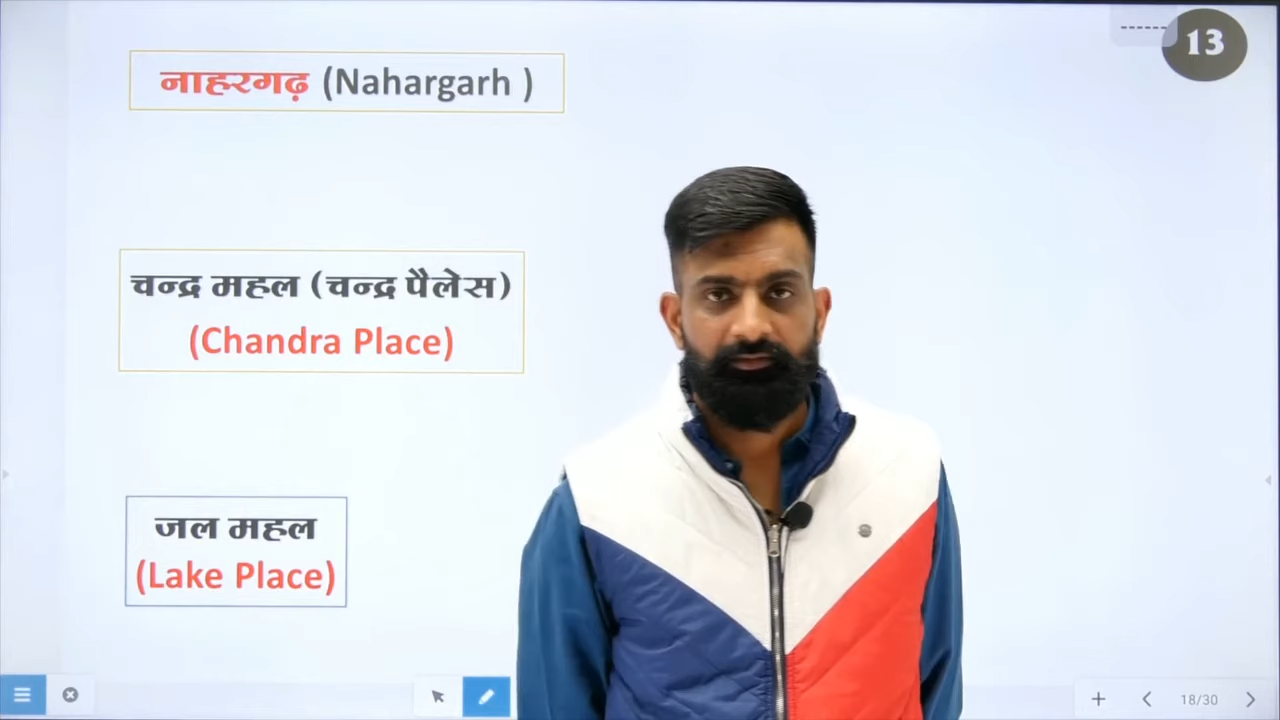 नाहरगढ़ (Nahargarh )
13
चन्द्र महल (चन्द्र पैलेस)
(Chandra Place)
जल महल
(Lake Place)
18/30